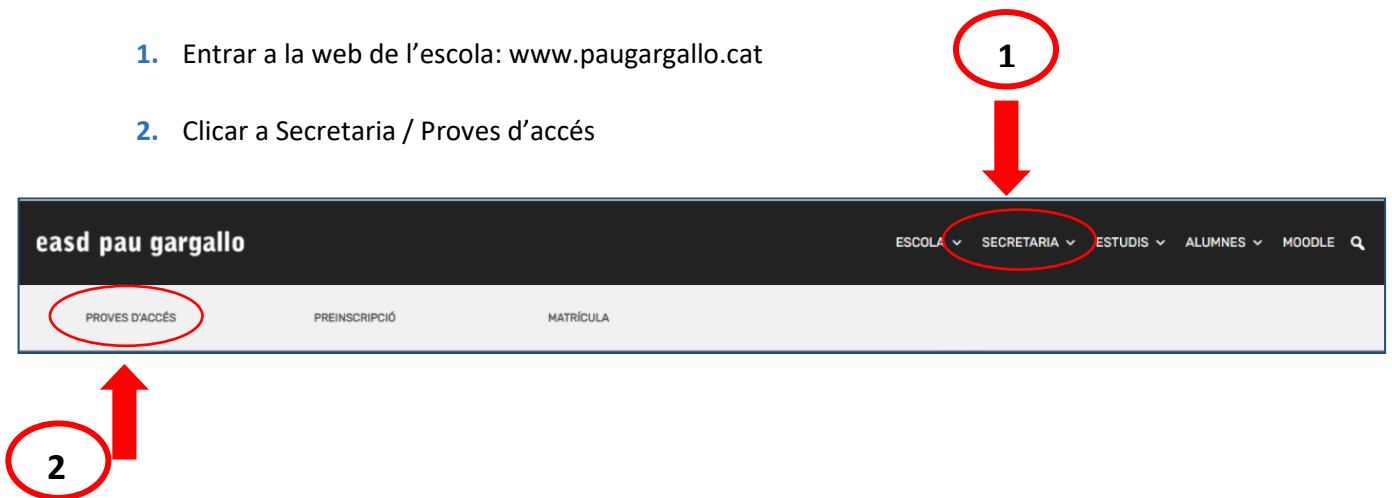 1. Entrar a la web de l’escola: www.paugargallo.cat
1
2. Clicar a Secretaria / Proves d’accés
easd pau gargallo
ESCOLA SECRETARIA ESTUDIS ALUMNES MOODLE
PROVES D'ACCÉS PREINSCRIPCIÓ MATRÍCULA
2